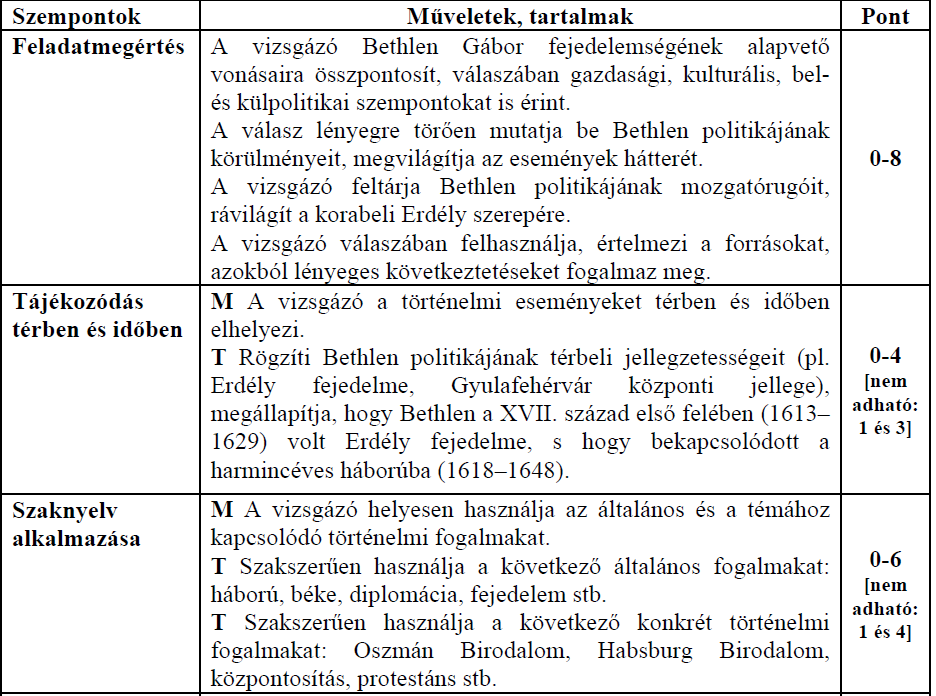 Szempontok Műveletek, tartalmak Pont
Feladatmegértés A vizsgázó Bethlen Gábor fejedelemségének alapvető
vonásaira összpontosít, válaszában gazdasági, kulturális, bel-
és külpolitikai szempontokat is érint.
A válasz lényegre törően mutatja be Bethlen politikájának
körülményeit, megvilágítja az események hátterét.
A vizsgázó feltárja Bethlen politikájának mozgatórugóit,
rávilágít a korabeli Erdély szerepére.
A vizsgázó válaszában felhasználja, értelmezi a forrásokat,
azokból lényeges következtetéseket fogalmaz meg.
0-8
Tájékozódás
térben és időben
M A vizsgázó a történelmi eseményeket térben és időben
elhelyezi.
T Rögzíti Bethlen politikájának térbeli jellegzetességeit (pl.
Erdély fejedelme, Gyulafehérvár központi jellege),
megállapítja, hogy Bethlen a XVII. század első felében (1613–
1629) volt Erdély fejedelme, s hogy bekapcsolódott a
harmincéves háborúba (1618–1648).
0-4
[nem
adható:
1 és 3]
Szaknyelv
alkalmazása
M A vizsgázó helyesen használja az általános és a témához
kapcsolódó történelmi fogalmakat.
T Szakszerűen használja a következő általános fogalmakat:
háború, béke, diplomácia, fejedelem stb.
T Szakszerűen használja a következő konkrét történelmi
fogalmakat: Oszmán Birodalom, Habsburg Birodalom,
központosítás, protestáns stb.
0-6
[nem
adható:
1 és 4]